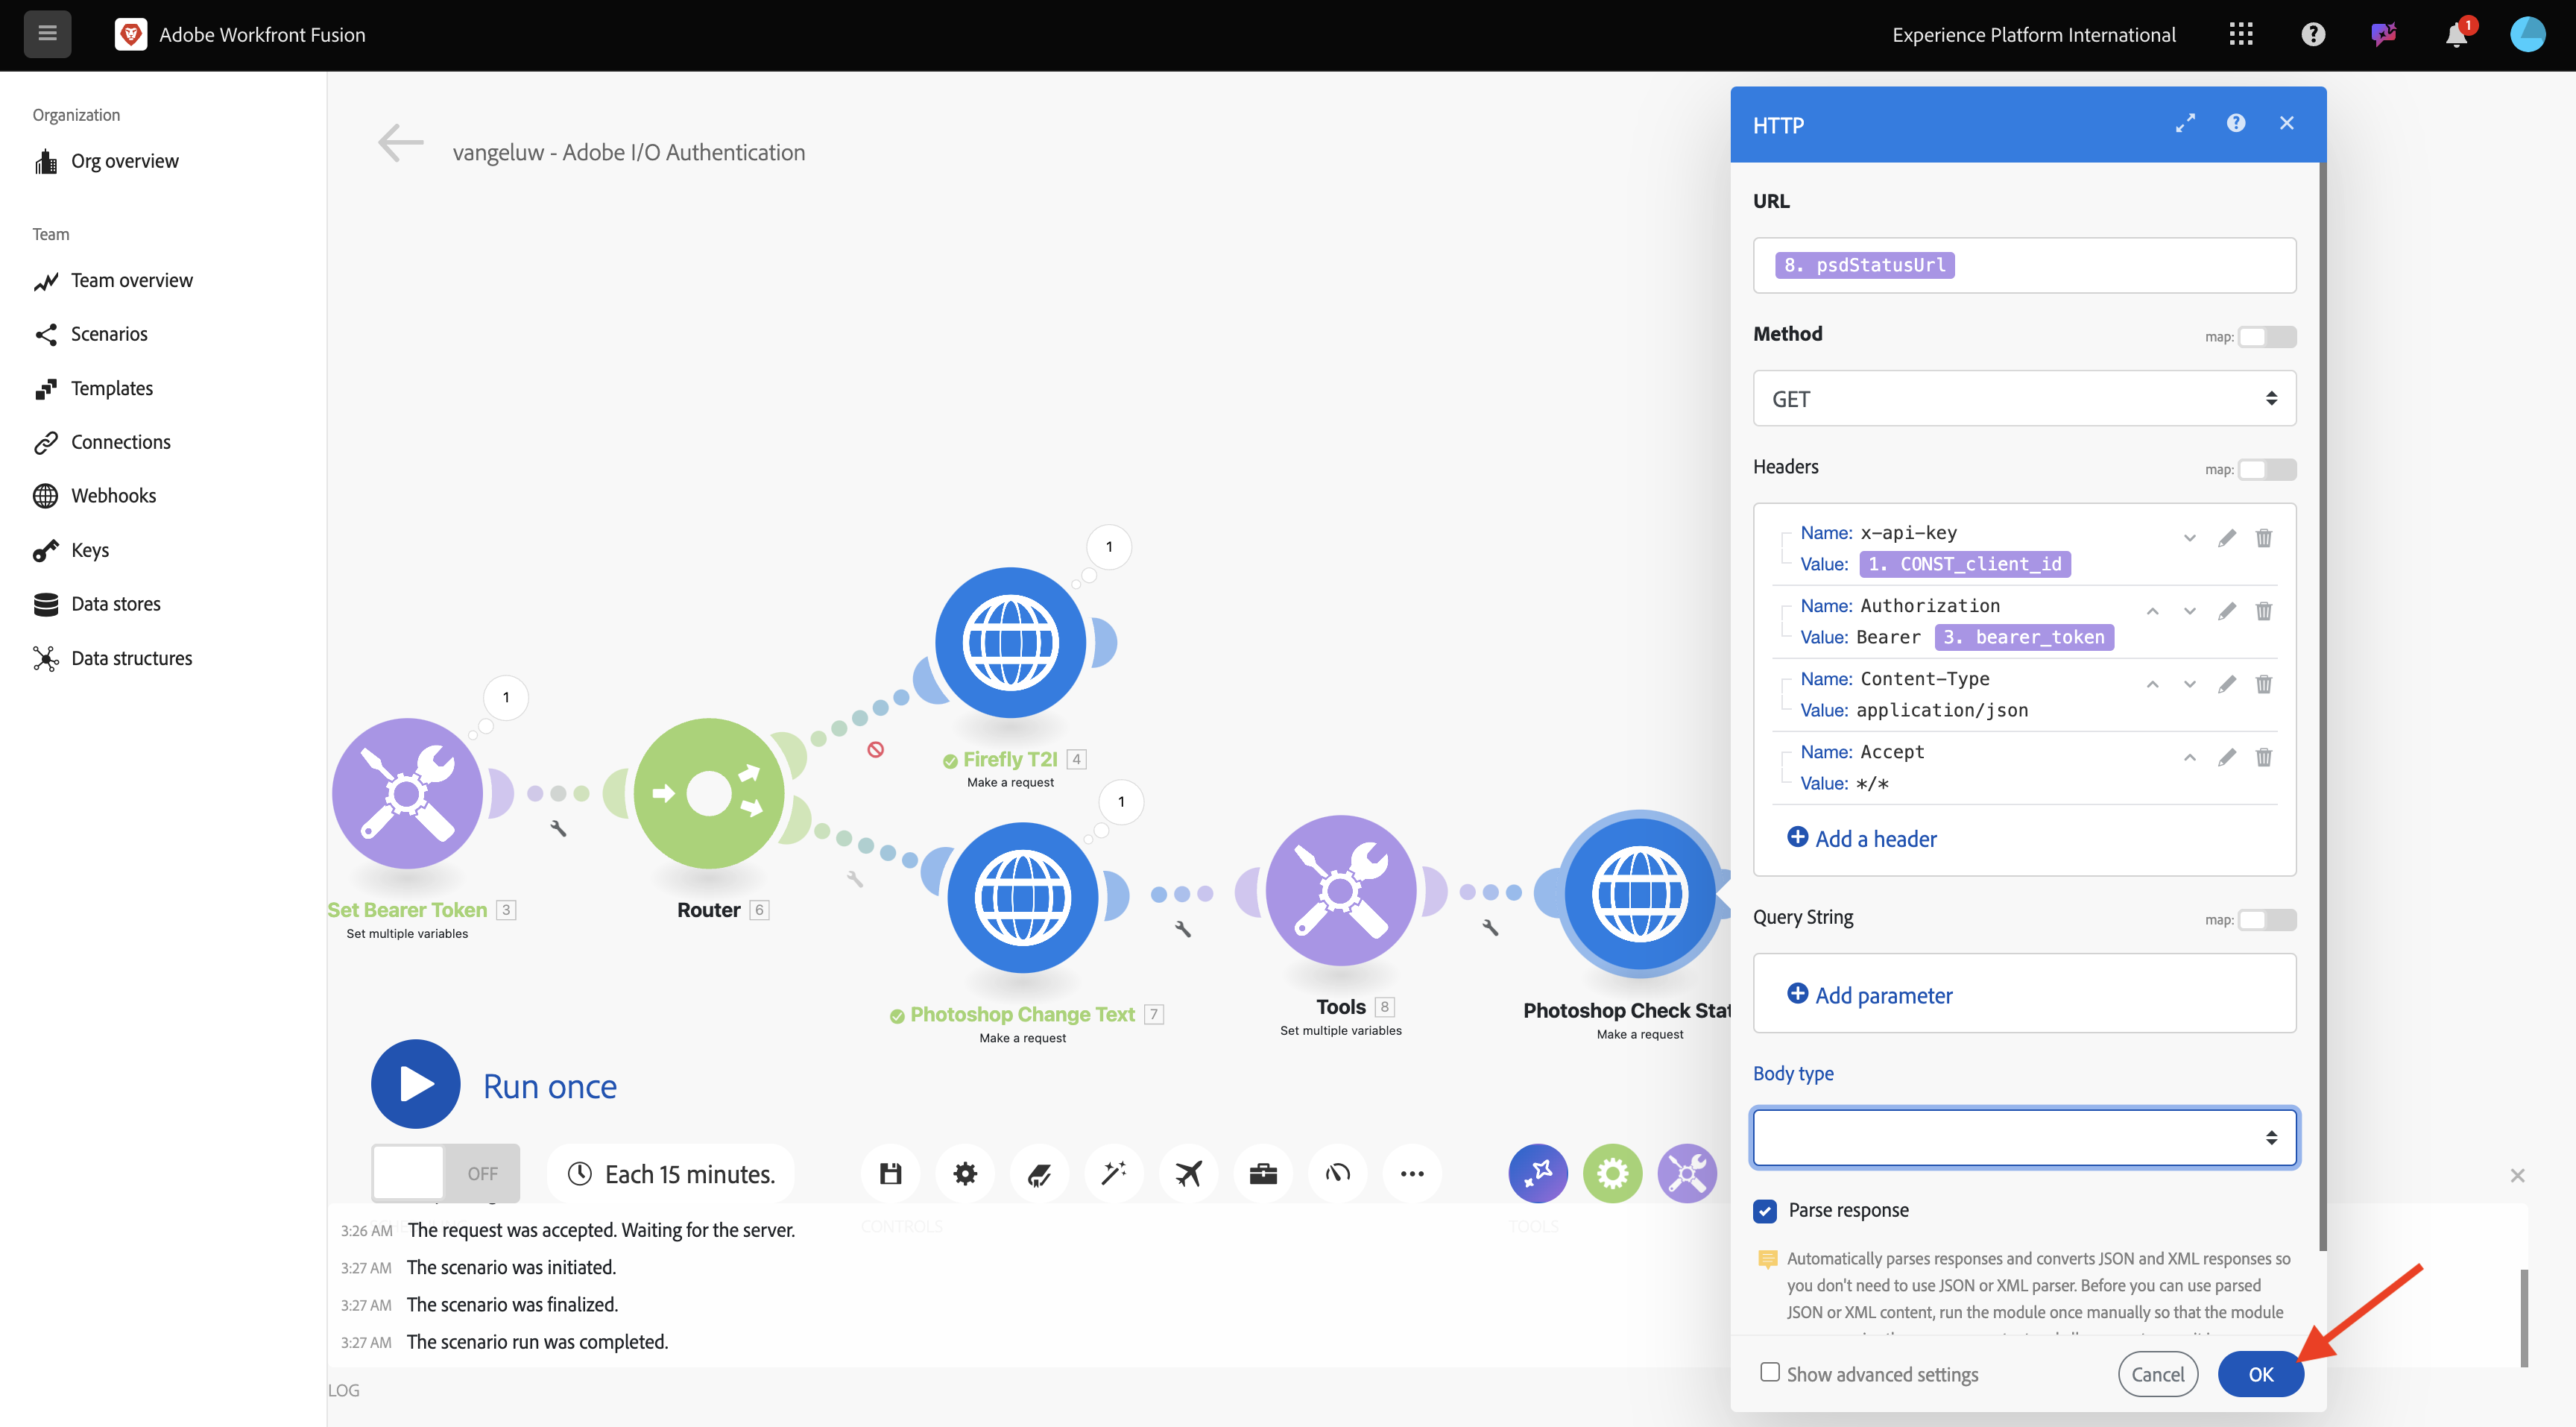 Adobe Workfront Fusion
Experience Platform International
1
Organization
Org overview
Team
Team overview
Scenarios
Templates
Connections
Webhooks
Keys
Data stores
Data structures
vangeluw - Adobe I/O Authentication
1
Set Bearer Token 3
Set multiple variables
Router 6
1
Firefly T2I 4
Make a request
1
Photoshop Change Text 7
Make a request
Tools 8
Set multiple variables
Photoshop Check Stat
Make a request
Run once
OFF
Each 15 minutes.
CONTROLS
TOOLS
3:26 AM The request was accepted. Waiting for the server.
3:27 AM The scenario was initiated.
3:27 AM The scenario was finalized.
3:27 AM The scenario run was completed.
LOG
HTTP
URL
8. psdStatusUrl
Method
map:
GET
Headers
map:
Name: x-api-key
Value: 1. CONST_client_id
Name: Authorization
Value: Bearer 3. bearer_token
Name: Content-Type
Value: application/json
Name: Accept
Value: */*
Add a header
Query String
map:
Add parameter
Body type
Parse response
Automatically parses responses and converts JSON and XML responses so
you don't need to use JSON or XML parser. Before you can use parsed
JSON or XML content, run the module once manually so that the module
Show advanced settings
Cancel
OK